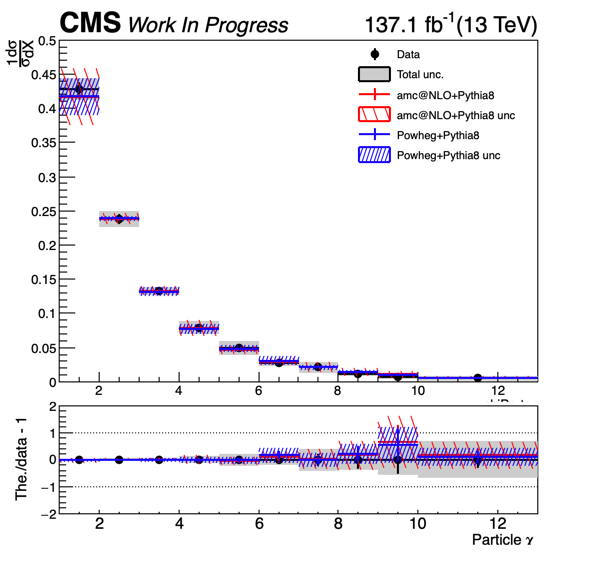 CMS Work In Progress 137.1 fb⁻¹(13 TeV)
1dσ
σdX
0.5
0.45
0.4
0.35
0.3
0.25
0.2
0.15
0.1
0.05
0
Data
Total unc.
amc@NLO+Pythia8
amc@NLO+Pythia8 unc
Powheg+Pythia8
Powheg+Pythia8 unc
2 4 6 8 10 12
The./data - 1
2
1
0
−1
−2
2 4 6 8 10 12
Particle γ